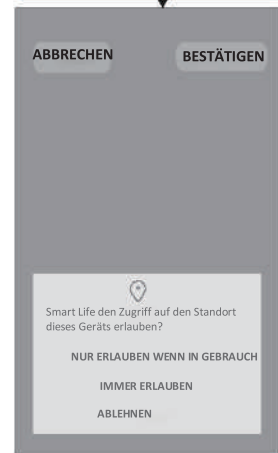 ABBRECHEN
BESTÄTIGEN
Smart Life den Zugriff auf den Standort
dieses Geräts erlauben?
NUR ERLAUBEN WENN IN GEBRAUCH
IMMER ERLAUBEN
ABLEHNEN